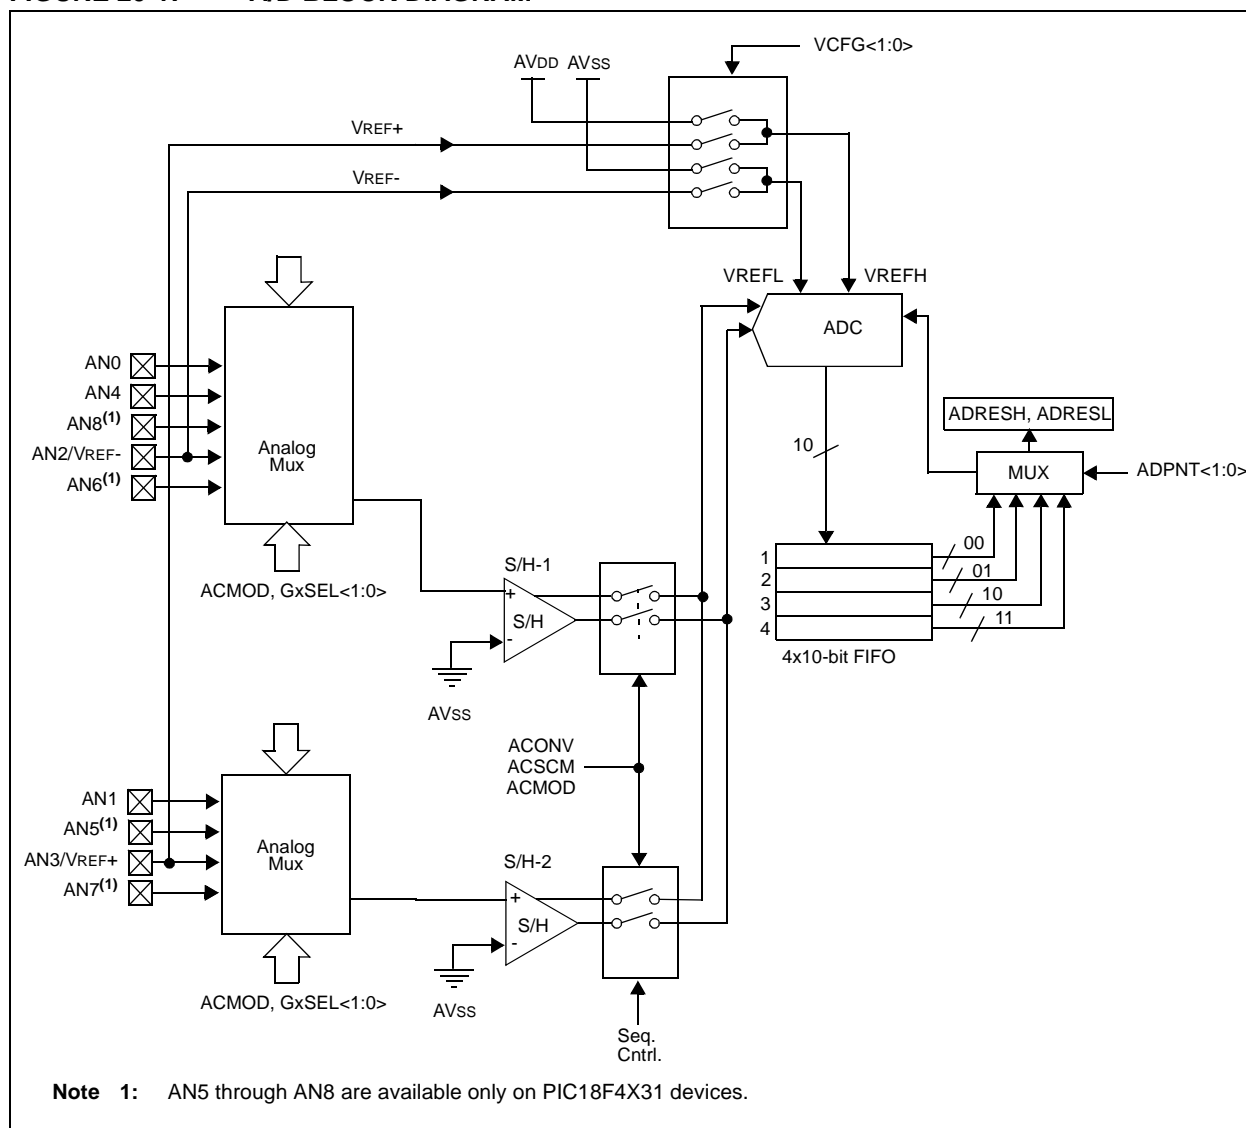 VCFG<1:0>
AVDD AVSS
VREF+
VREF-
VREFL
VREFH
ADC
AN0
AN4
AN8(1)
AN2/VREF-
AN6(1)
Analog
Mux
ACMOD, GxSEL<1:0>
10
ADRESH, ADRESL
MUX
ADPNT<1:0>
1
2
3
4
00
01
10
11
4x10-bit FIFO
S/H-1
+
S/H
-
AVSS
ACONV
ACSCM
ACMOD
AN1
AN5(1)
AN3/VREF+
AN7(1)
Analog
Mux
ACMOD, GxSEL<1:0>
S/H-2
+
S/H
-
AVSS
Seq.
Cntrl.
Note 1: AN5 through AN8 are available only on PIC18F4X31 devices.